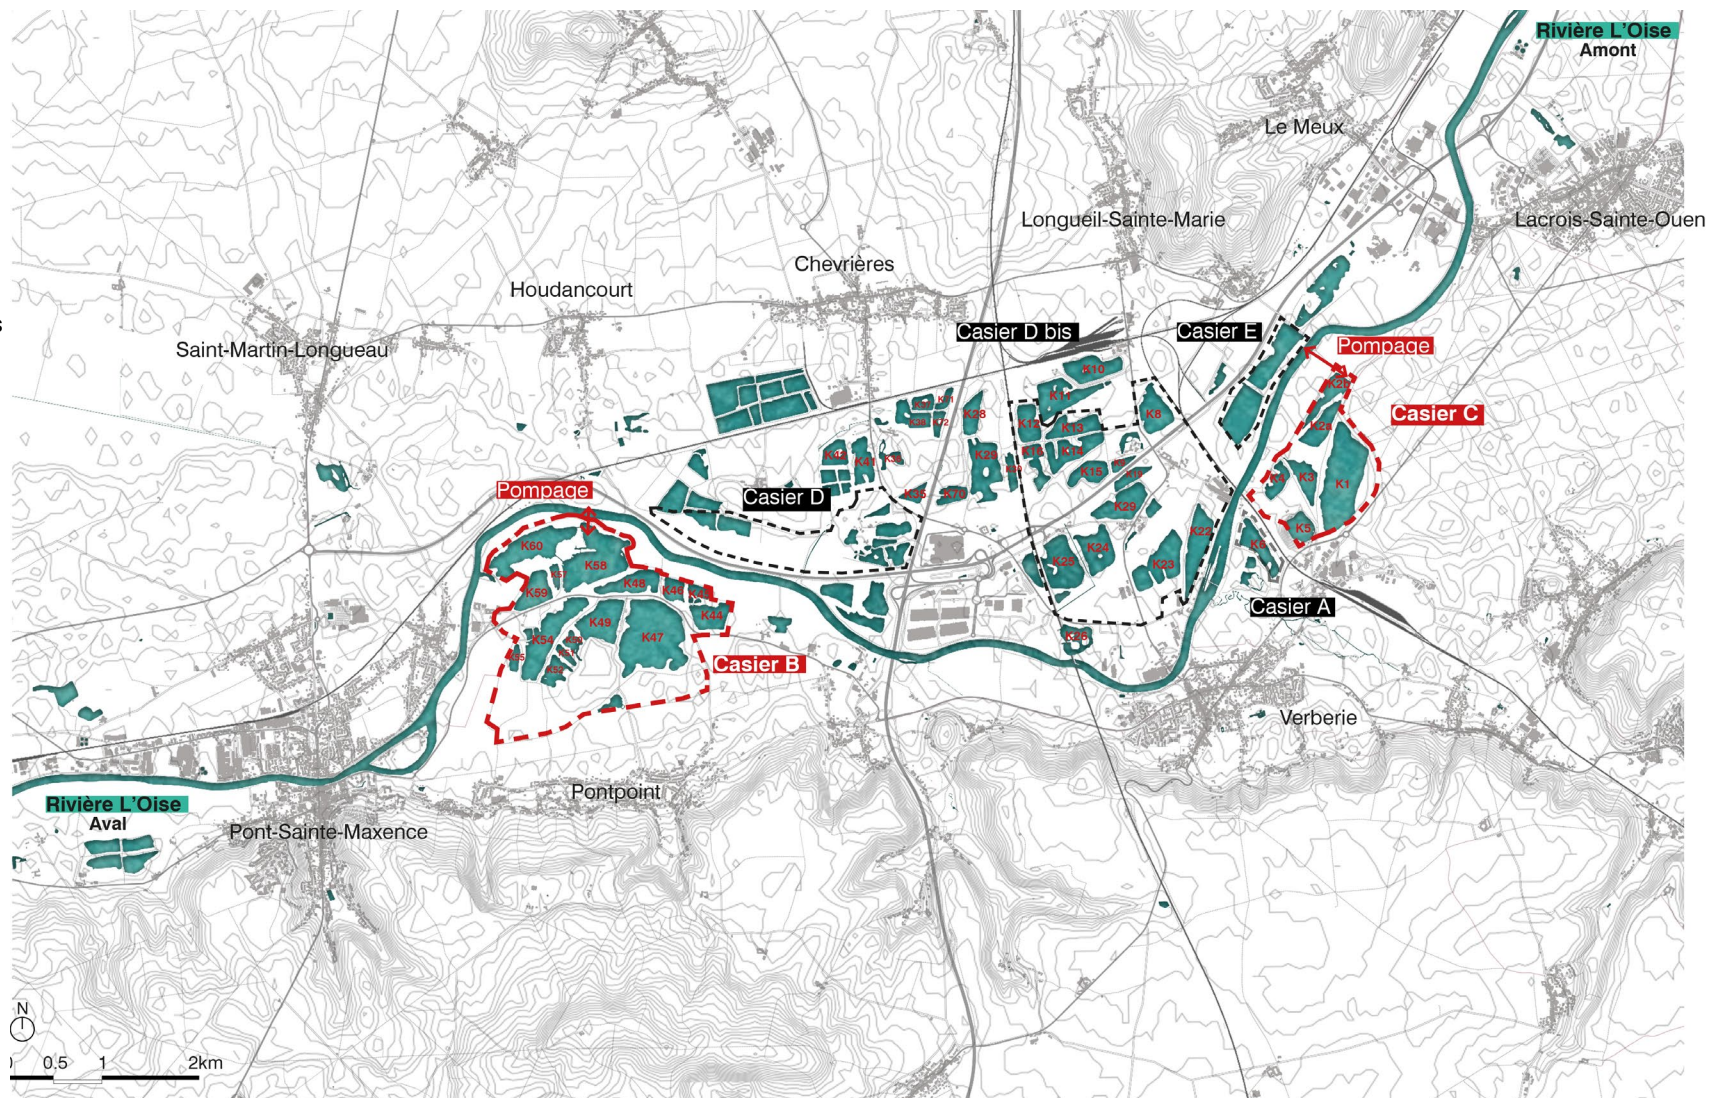 Rivière L'Oise
Amont
Le Meux
Longueil-Sainte-Marie
Lacrois-Sainte-Ouen
Chevrières
Houdancourt
Casier D bis
Casier E
Saint-Martin-Longueau
Pompage
K10
K2b
K11
K28
K8
Casier C
K12
K13
K2a
K14
K42
K41
K29
K15
K4
K3
K1
Pompage
Casier D
K35
K70
K29
K5
K22
K60
K6
K24
K58
K25
K23
K59
K48
K46
Casier A
K44
K49
K54
K47
K26
Casier B
Verberie
Pontpoint
Rivière L'Oise
Aval
Pont-Sainte-Maxence
N
0.5
1
2km